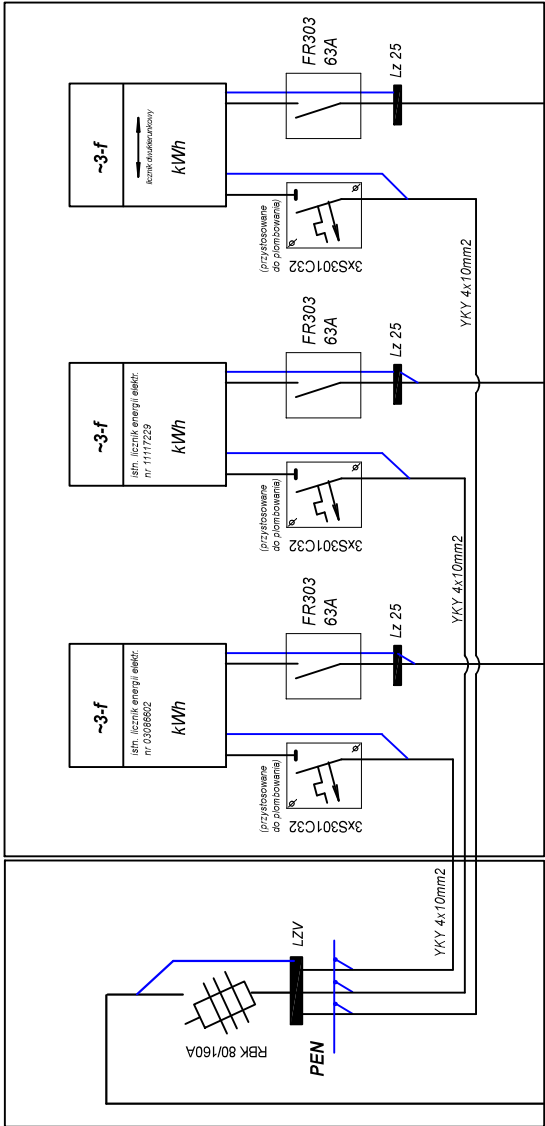 ~3-f
licznik dwukierunkowy
kWh
FR303
63A
Lz 25
(przystosowane
do plombowania)
3xS301C32
YKY 4x10mm2
~3-f
istn. licznik energii elektr.
nr 11117229
kWh
FR303
63A
Lz 25
(przystosowane
do plombowania)
3xS301C32
YKY 4x10mm2
~3-f
istn. licznik energii elektr.
nr 03086602
kWh
FR303
63A
Lz 25
(przystosowane
do plombowania)
3xS301C32
YKY 4x10mm2
LZV
RBK 80/160A
PEN